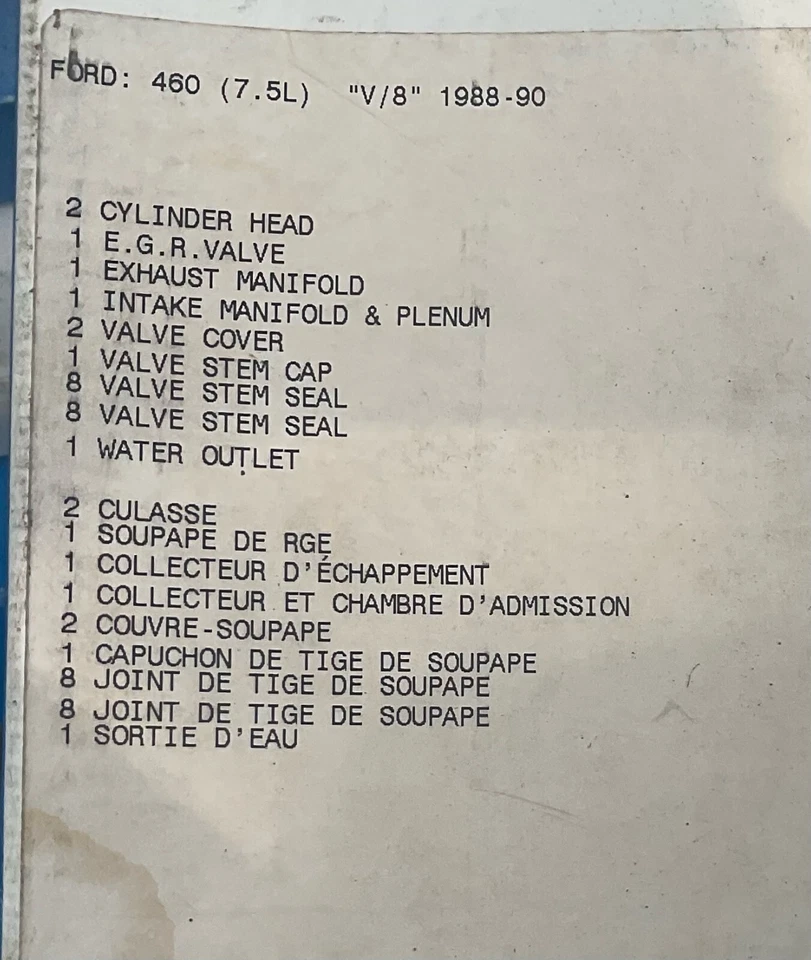 FORD: 460 (7.5L) "V/8" 1988-90
2 CYLINDER HEAD
1 E.G.R.VALVE
1 EXHAUST MANIFOLD
1 INTAKE MANIFOLD & PLENUM
2 VALVE COVER
1 VALVE STEM CAP
8 VALVE STEM SEAL
8 VALVE STEM SEAL
1 WATER OUTLET
2 CULASSE
1 SOUPAPE DE RGE
1 COLLECTEUR D'ÉCHAPPEMENT
1 COLLECTEUR ET CHAMBRE D'ADMISSION
2 COUVRE-SOUPAPE
1 CAPUCHON DE TIGE DE SOUPAPE
8 JOINT DE TIGE DE SOUPAPE
8 JOINT DE TIGE DE SOUPAPE
1 SORTIE D'EAU